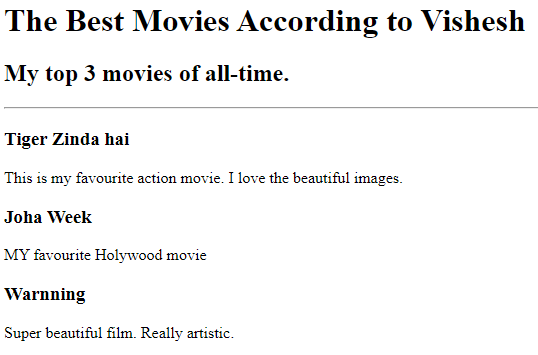 The Best Movies According to Vishesh
My top 3 movies of all-time.
Tiger Zinda hai
This is my favourite action movie. I love the beautiful images.
Joha Week
MY favourite Holywood movie
Warnning
Super beautiful film. Really artistic.